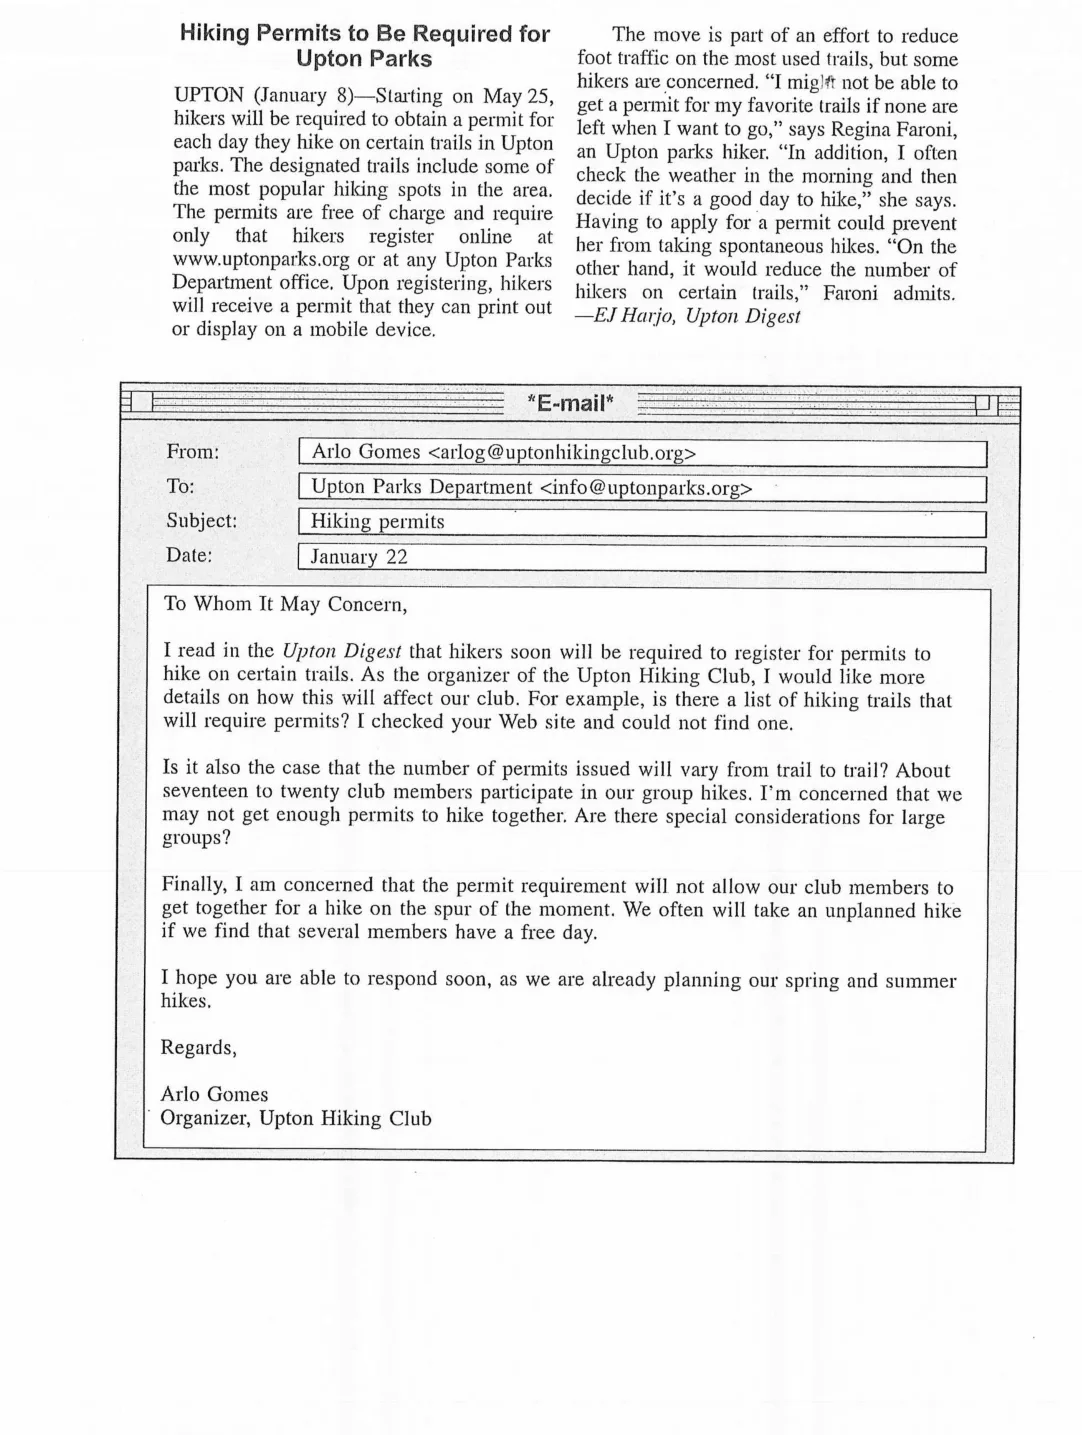 Hiking Permits to Be Required for
Upton Parks
UPTON (January 8)—Starting on May 25,
hikers will be required to obtain a permit for
each day they hike on certain trails in Upton
parks. The designated trails include some of
the most popular hiking spots in the area.
The permits are free of charge and require
only that hikers register online at
www.uptonparks.org or at any Upton Parks
Department office. Upon registering, hikers
will receive a permit that they can print out
or display on a mobile device.
The move is part of an effort to reduce
foot traffic on the most used trails, but some
hikers are concerned. “I might not be able to
get a permit for my favorite trails if none are
left when I want to go,” says Regina Faroni,
an Upton parks hiker. “In addition, I often
check the weather in the morning and then
decide if it’s a good day to hike,” she says.
Having to apply for a permit could prevent
her from taking spontaneous hikes. “On the
other hand, it would reduce the number of
hikers on certain trails,” Faroni admits.
—EJ Harjo, Upton Digest
*E-mail*
From: Arlo Gomes <arlog@uptonhikingclub.org>
To: Upton Parks Department <info@uptonparks.org>
Subject: Hiking permits
Date: January 22
To Whom It May Concern,
I read in the Upton Digest that hikers soon will be required to register for permits to
hike on certain trails. As the organizer of the Upton Hiking Club, I would like more
details on how this will affect our club. For example, is there a list of hiking trails that
will require permits? I checked your Web site and could not find one.
Is it also the case that the number of permits issued will vary from trail to trail? About
seventeen to twenty club members participate in our group hikes. I’m concerned that we
may not get enough permits to hike together. Are there special considerations for large
groups?
Finally, I am concerned that the permit requirement will not allow our club members to
get together for a hike on the spur of the moment. We often will take an unplanned hike
if we find that several members have a free day.
I hope you are able to respond soon, as we are already planning our spring and summer
hikes.
Regards,
Arlo Gomes
Organizer, Upton Hiking Club